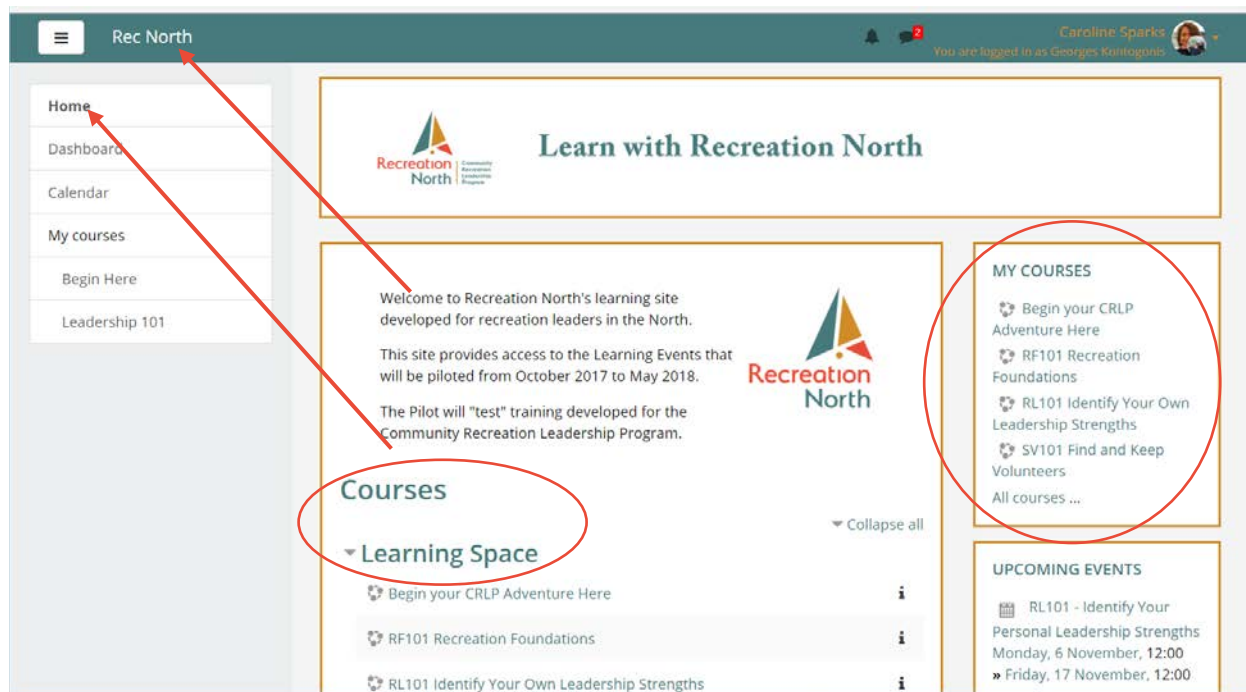 Rec North
2
Caroline Sparks
You are logged in as Georges Kontogonis
Home
Dashboard
Calendar
My courses
Begin Here
Leadership 101
Recreation
North
Community
Recreation
Leadership
Program
Learn with Recreation North
Welcome to Recreation North's learning site
developed for recreation leaders in the North.
This site provides access to the Learning Events that
will be piloted from October 2017 to May 2018.
The Pilot will "test" training developed for the
Community Recreation Leadership Program.
Recreation
North
Courses
Collapse all
Learning Space
Begin your CRLP Adventure Here
RF101 Recreation Foundations
RL101 Identify Your Own Leadership Strengths
MY COURSES
Begin your CRLP
Adventure Here
RF101 Recreation
Foundations
RL101 Identify Your Own
Leadership Strengths
SV101 Find and Keep
Volunteers
All courses ...
UPCOMING EVENTS
RL101 - Identify Your
Personal Leadership Strengths
Monday, 6 November, 12:00
» Friday, 17 November, 12:00